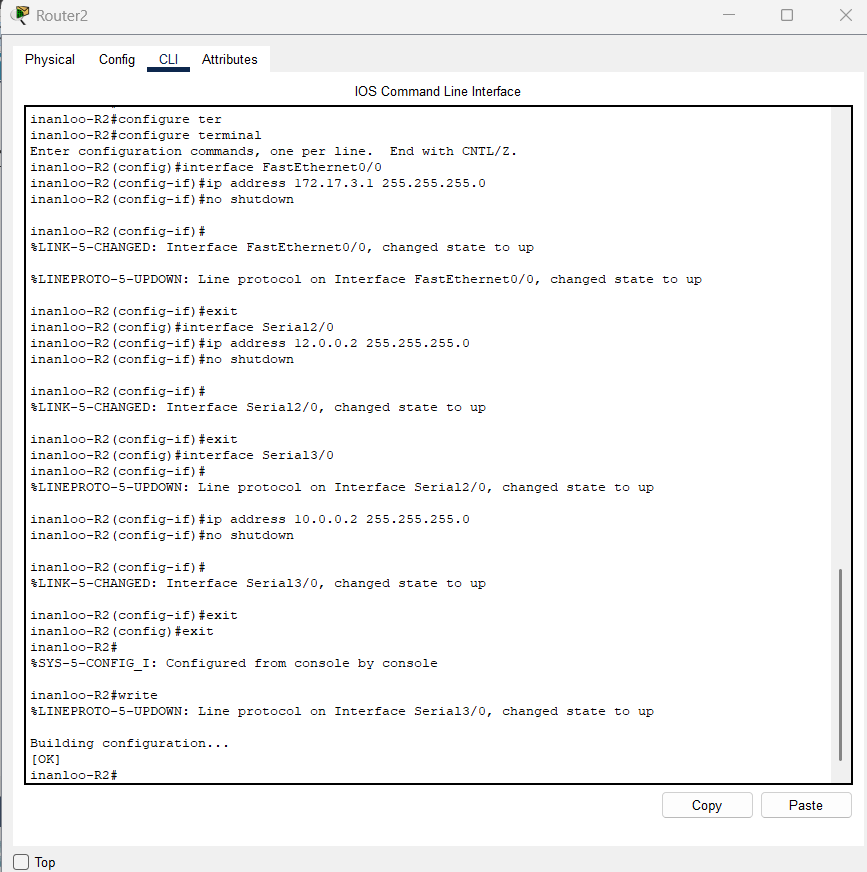 Router2
Physical Config CLI Attributes
IOS Command Line Interface
inanloo-R2#configure ter
inanloo-R2#configure terminal
Enter configuration commands, one per line.  End with CNTL/Z.
inanloo-R2(config)#interface FastEthernet0/0
inanloo-R2(config-if)#ip address 172.17.3.1 255.255.255.0
inanloo-R2(config-if)#no shutdown
inanloo-R2(config-if)#
%LINK-5-CHANGED: Interface FastEthernet0/0, changed state to up
%LINEPROTO-5-UPDOWN: Line protocol on Interface FastEthernet0/0, changed state to up
inanloo-R2(config-if)#exit
inanloo-R2(config)#interface Serial2/0
inanloo-R2(config-if)#ip address 12.0.0.2 255.255.255.0
inanloo-R2(config-if)#no shutdown
inanloo-R2(config-if)#
%LINK-5-CHANGED: Interface Serial2/0, changed state to up
inanloo-R2(config-if)#exit
inanloo-R2(config)#interface Serial3/0
inanloo-R2(config-if)#
%LINEPROTO-5-UPDOWN: Line protocol on Interface Serial2/0, changed state to up
inanloo-R2(config-if)#ip address 10.0.0.2 255.255.255.0
inanloo-R2(config-if)#no shutdown
inanloo-R2(config-if)#
%LINK-5-CHANGED: Interface Serial3/0, changed state to up
inanloo-R2(config-if)#exit
inanloo-R2(config)#exit
inanloo-R2#
%SYS-5-CONFIG_I: Configured from console by console
inanloo-R2#write
%LINEPROTO-5-UPDOWN: Line protocol on Interface Serial3/0, changed state to up
Building configuration...
[OK]
inanloo-R2#
Copy Paste
Top